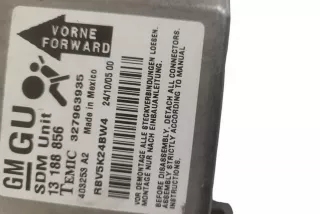 VORNE
FORWARD
GM GU
SDM Unit
13 188 856
TEMIC 327963935
403253 A2 Made in Mexico
24/10/05 00
RBV5K24BW4
VOR DEMONTAGE ALLE STECKVERBINDUNGEN LOESEN.
MONTAGE NUR NACH EINBAUANLEITUNG.
BEFORE DISASSEMBLY, DETACH ALL CONNECTORS.
DISASSEMBLY STRICTLY ACCORDING TO MANUAL
INSTRUCTIONS.